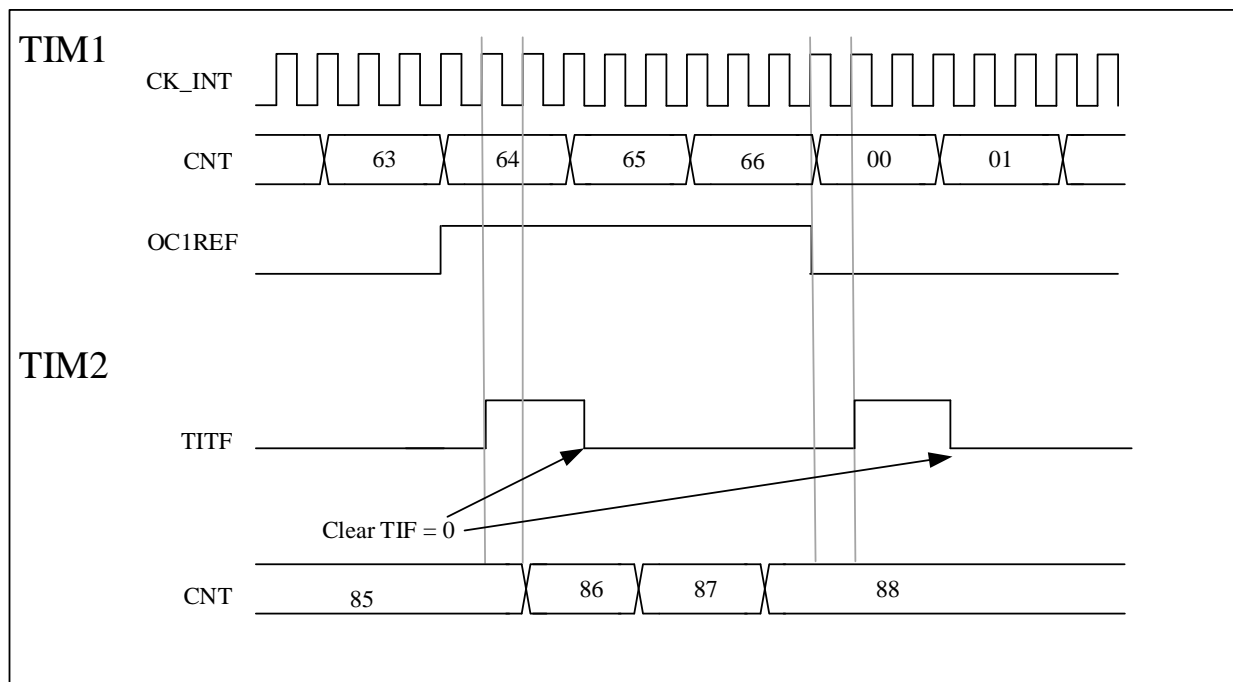 TIM1
CK_INT
CNT
63 64 65 66 00 01
OC1REF
TIM2
TITF
Clear TIF = 0
CNT
85 86 87 88